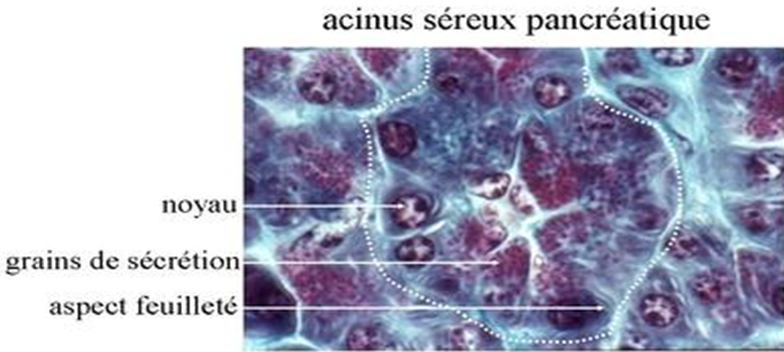 acinus séreux pancréatique
noyau
grains de sécrétion
aspect feuilleté